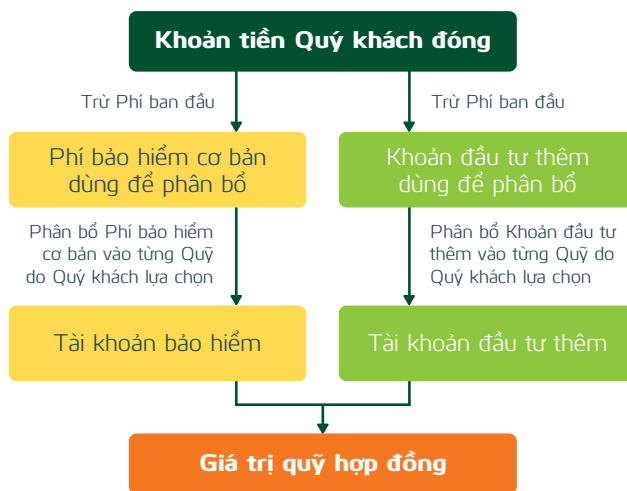 Khoản tiền Quý khách đóng
Trừ Phí ban đầu
Trừ Phí ban đầu
Phí bảo hiểm cơ bản
dùng để phân bổ
Khoản đầu tư thêm
dùng để phân bổ
Phân bổ Phí bảo hiểm
cơ bản vào từng Quỹ
do Quý khách lựa chọn
Phân bổ Khoản đầu tư
thêm vào từng Quỹ do
Quý khách lựa chọn
Tài khoản bảo hiểm
Tài khoản đầu tư thêm
Giá trị quỹ hợp đồng